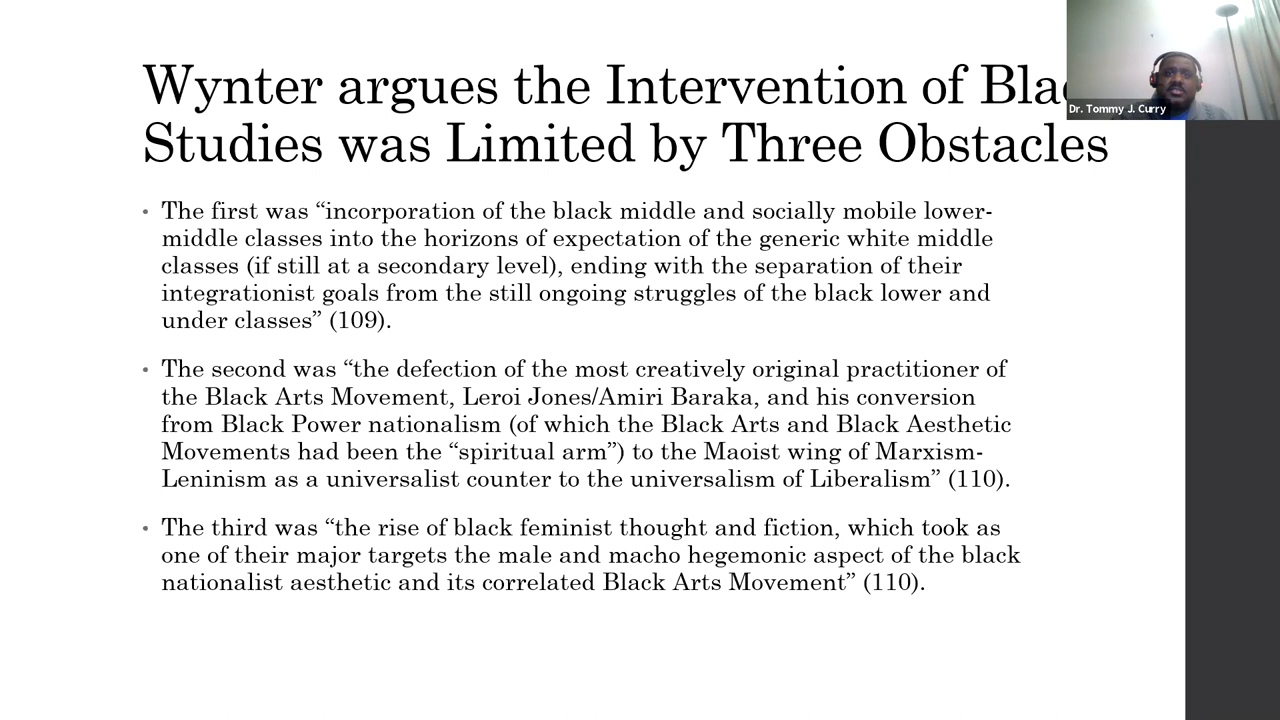 Wynter argues the Intervention of
Studies was Limited by Three Obstacles
Dr. Tommy J. Curry
• The first was “incorporation of the black middle and socially mobile lower-
middle classes into the horizons of expectation of the generic white middle
classes (if still at a secondary level), ending with the separation of their
integrationist goals from the still ongoing struggles of the black lower and
under classes” (109).
• The second was “the defection of the most creatively original practitioner of
the Black Arts Movement, Leroi Jones/Amiri Baraka, and his conversion
from Black Power nationalism (of which the Black Arts and Black Aesthetic
Movements had been the “spiritual arm”) to the Maoist wing of Marxism-
Leninism as a universalist counter to the universalism of Liberalism” (110).
• The third was “the rise of black feminist thought and fiction, which took as
one of their major targets the male and macho hegemonic aspect of the black
nationalist aesthetic and its correlated Black Arts Movement” (110).